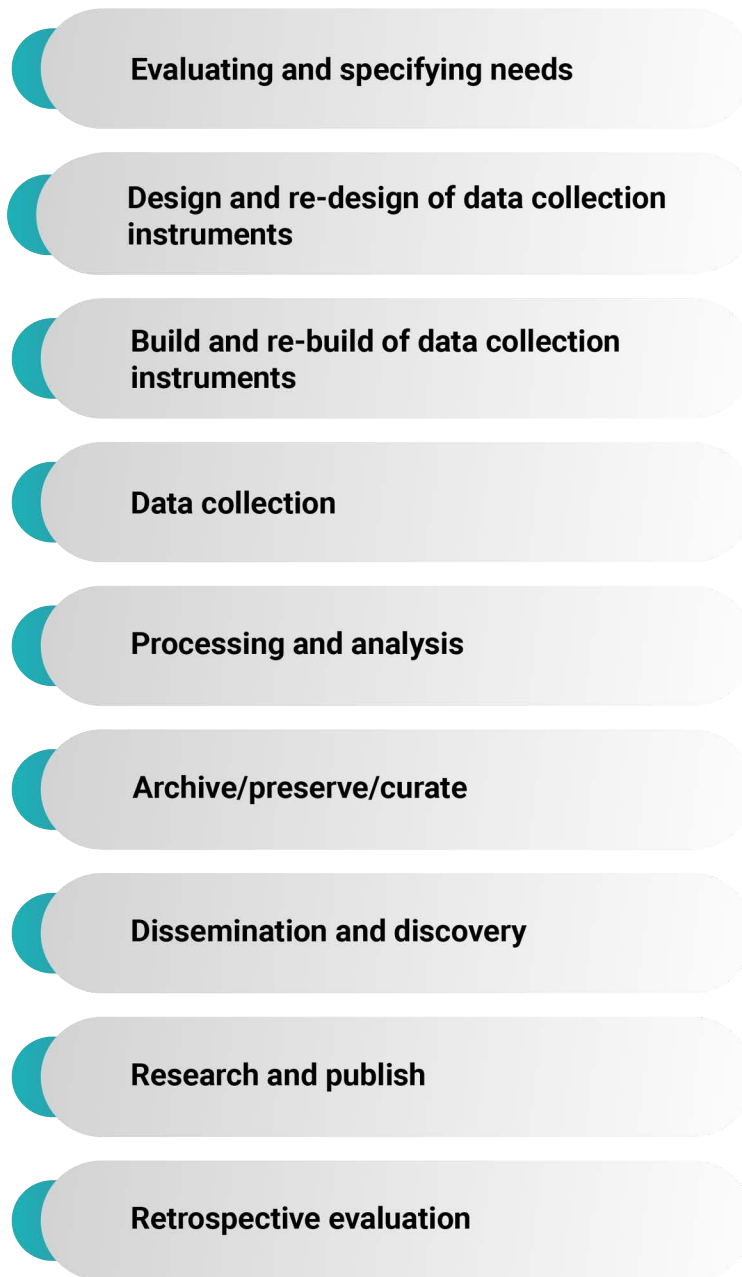 Evaluating and specifying needs
Design and re-design of data collection
instruments
Build and re-build of data collection
instruments
Data collection
Processing and analysis
Archive/preserve/curate
Dissemination and discovery
Research and publish
Retrospective evaluation